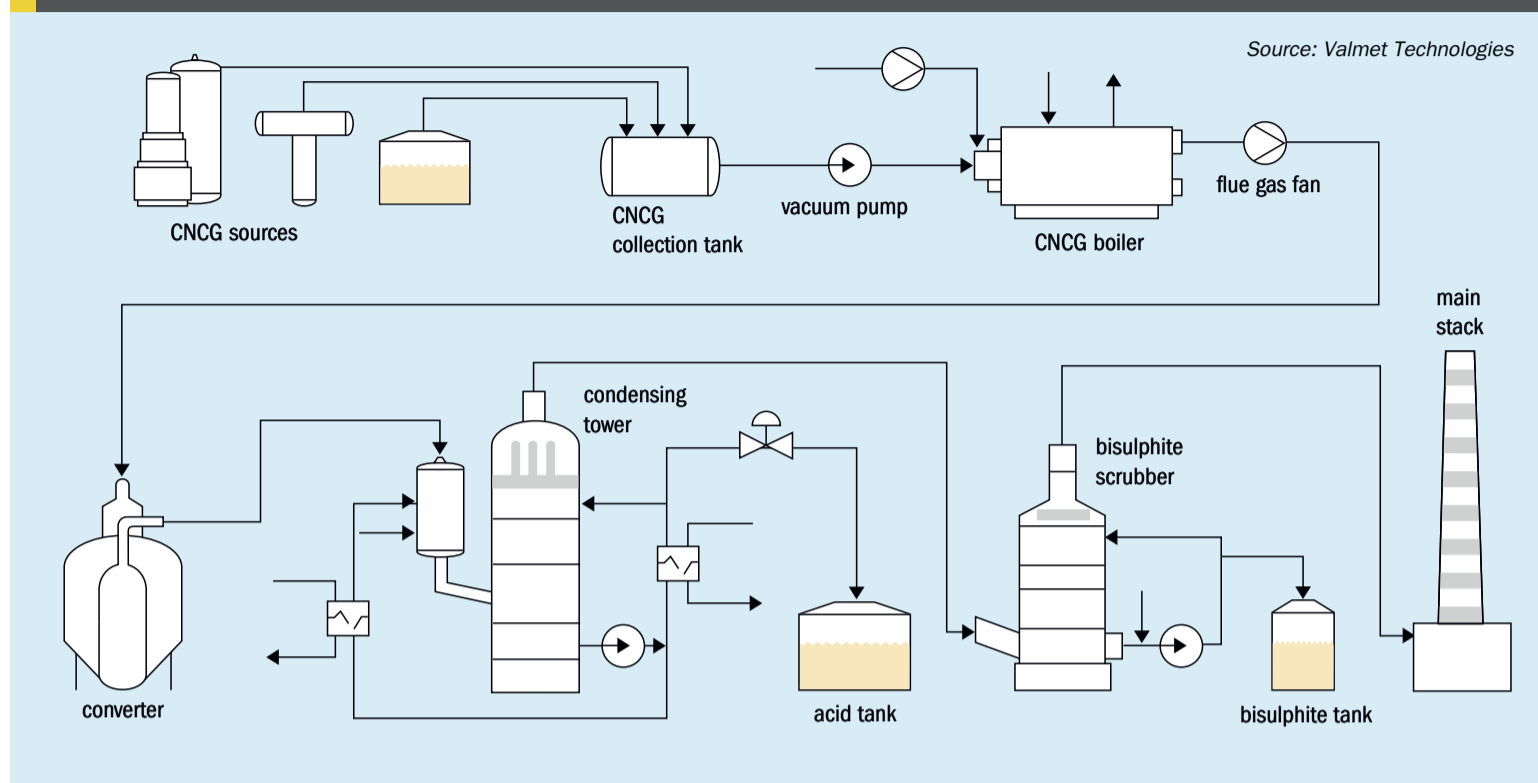 Source: Valmet Technologies
CNCG sources
CNCG
collection tank
vacuum pump
CNCG boiler
flue gas fan
main
stack
condensing
tower
bisulphite
scrubber
converter
acid tank
bisulphite tank